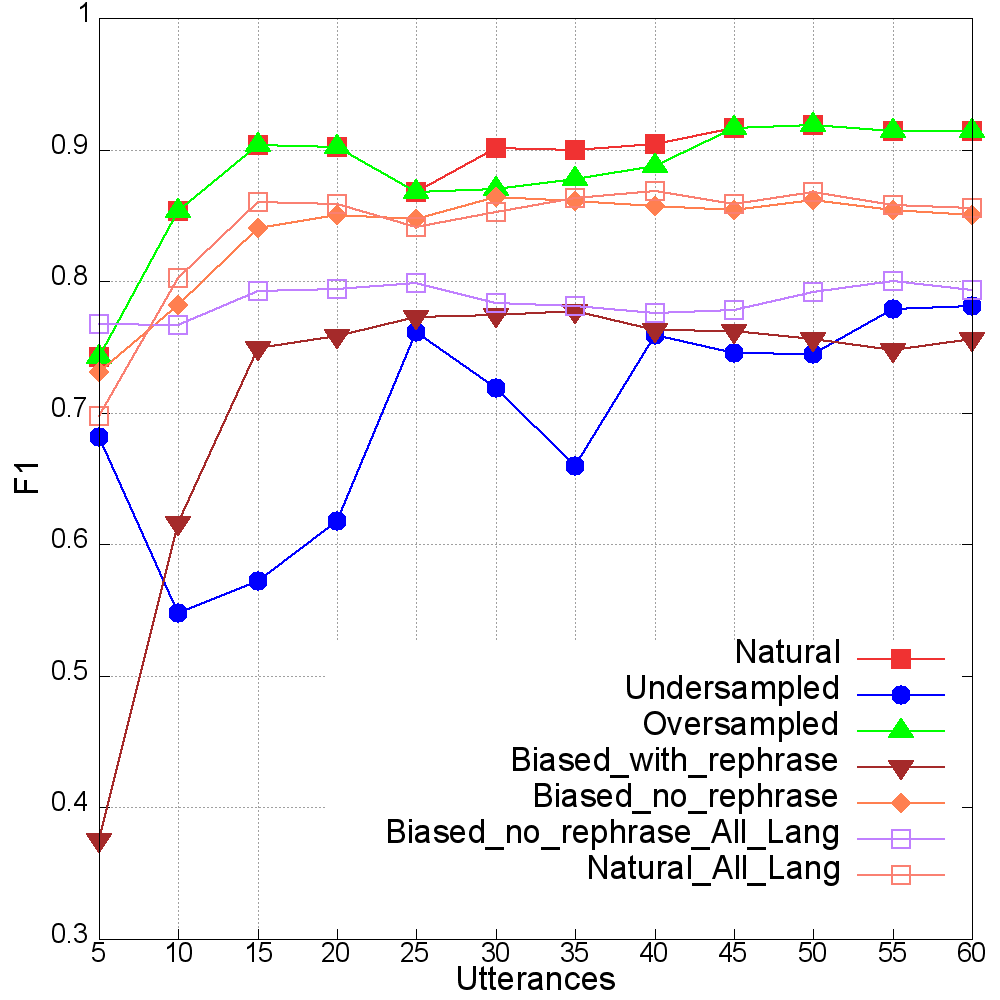 1
0.9
0.8
0.7
0.6
0.5
0.4
0.3
F1
Natural
Undersampled
Oversampled
Biased_with_rephrase
Biased_no_rephrase
Biased_no_rephrase_All_Lang
Natural_All_Lang
5 10 15 20 25 30 35 40 45 50 55 60
Utterances